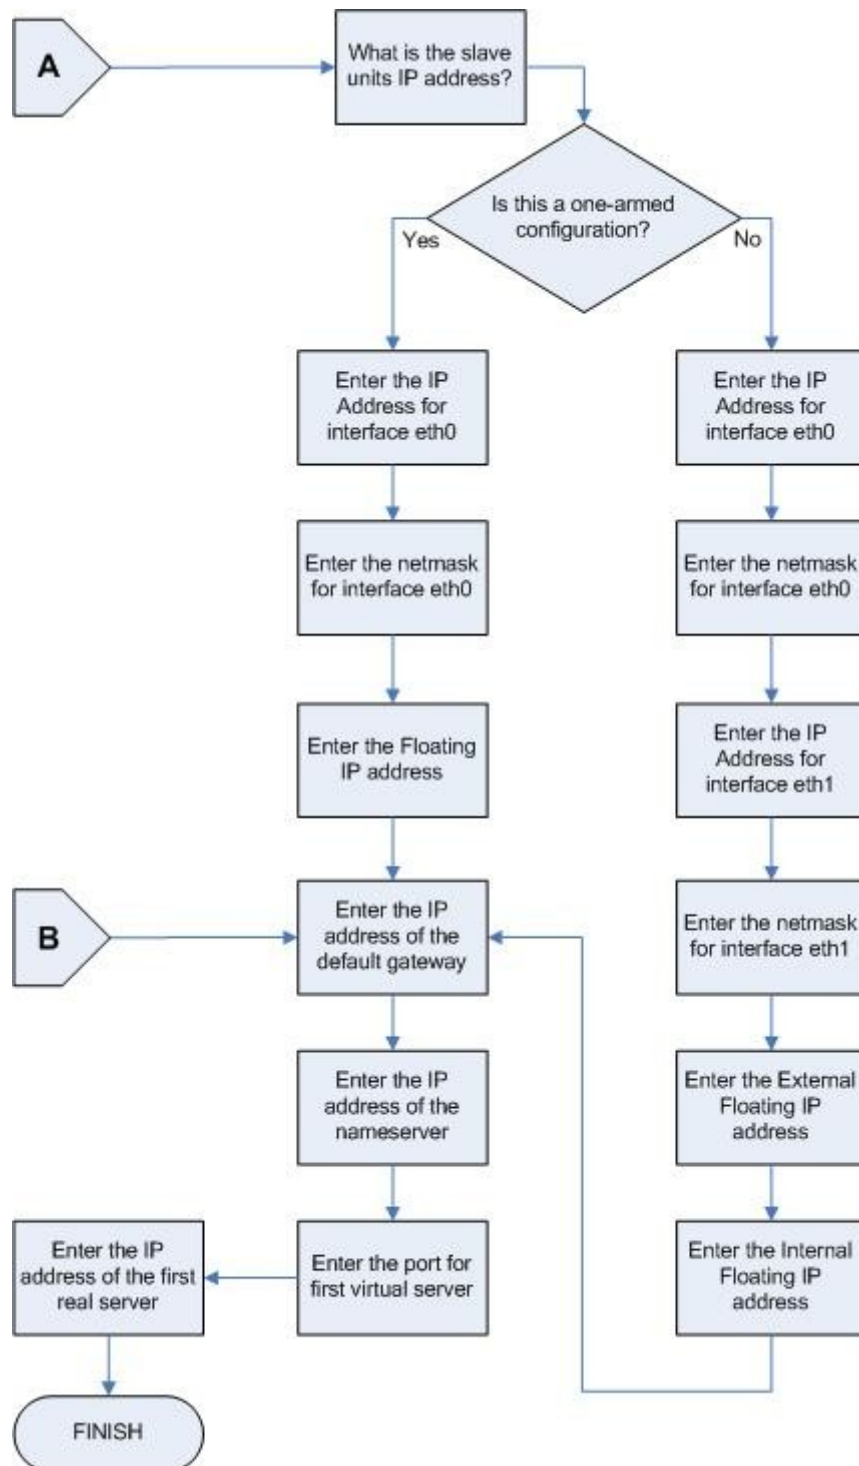 A
What is the slave
units IP address?
Is this a one-armed
configuration?
Yes
No
Enter the IP
Address for
interface eth0
Enter the netmask
for interface eth0
Enter the Floating
IP address
Enter the IP
Address for
interface eth0
Enter the netmask
for interface eth0
Enter the IP
Address for
interface eth1
Enter the netmask
for interface eth1
Enter the External
Floating IP
address
Enter the Internal
Floating IP
address
B
Enter the IP
address of the
default gateway
Enter the IP
address of the
nameserver
Enter the port for
first virtual server
Enter the IP
address of the first
real server
FINISH